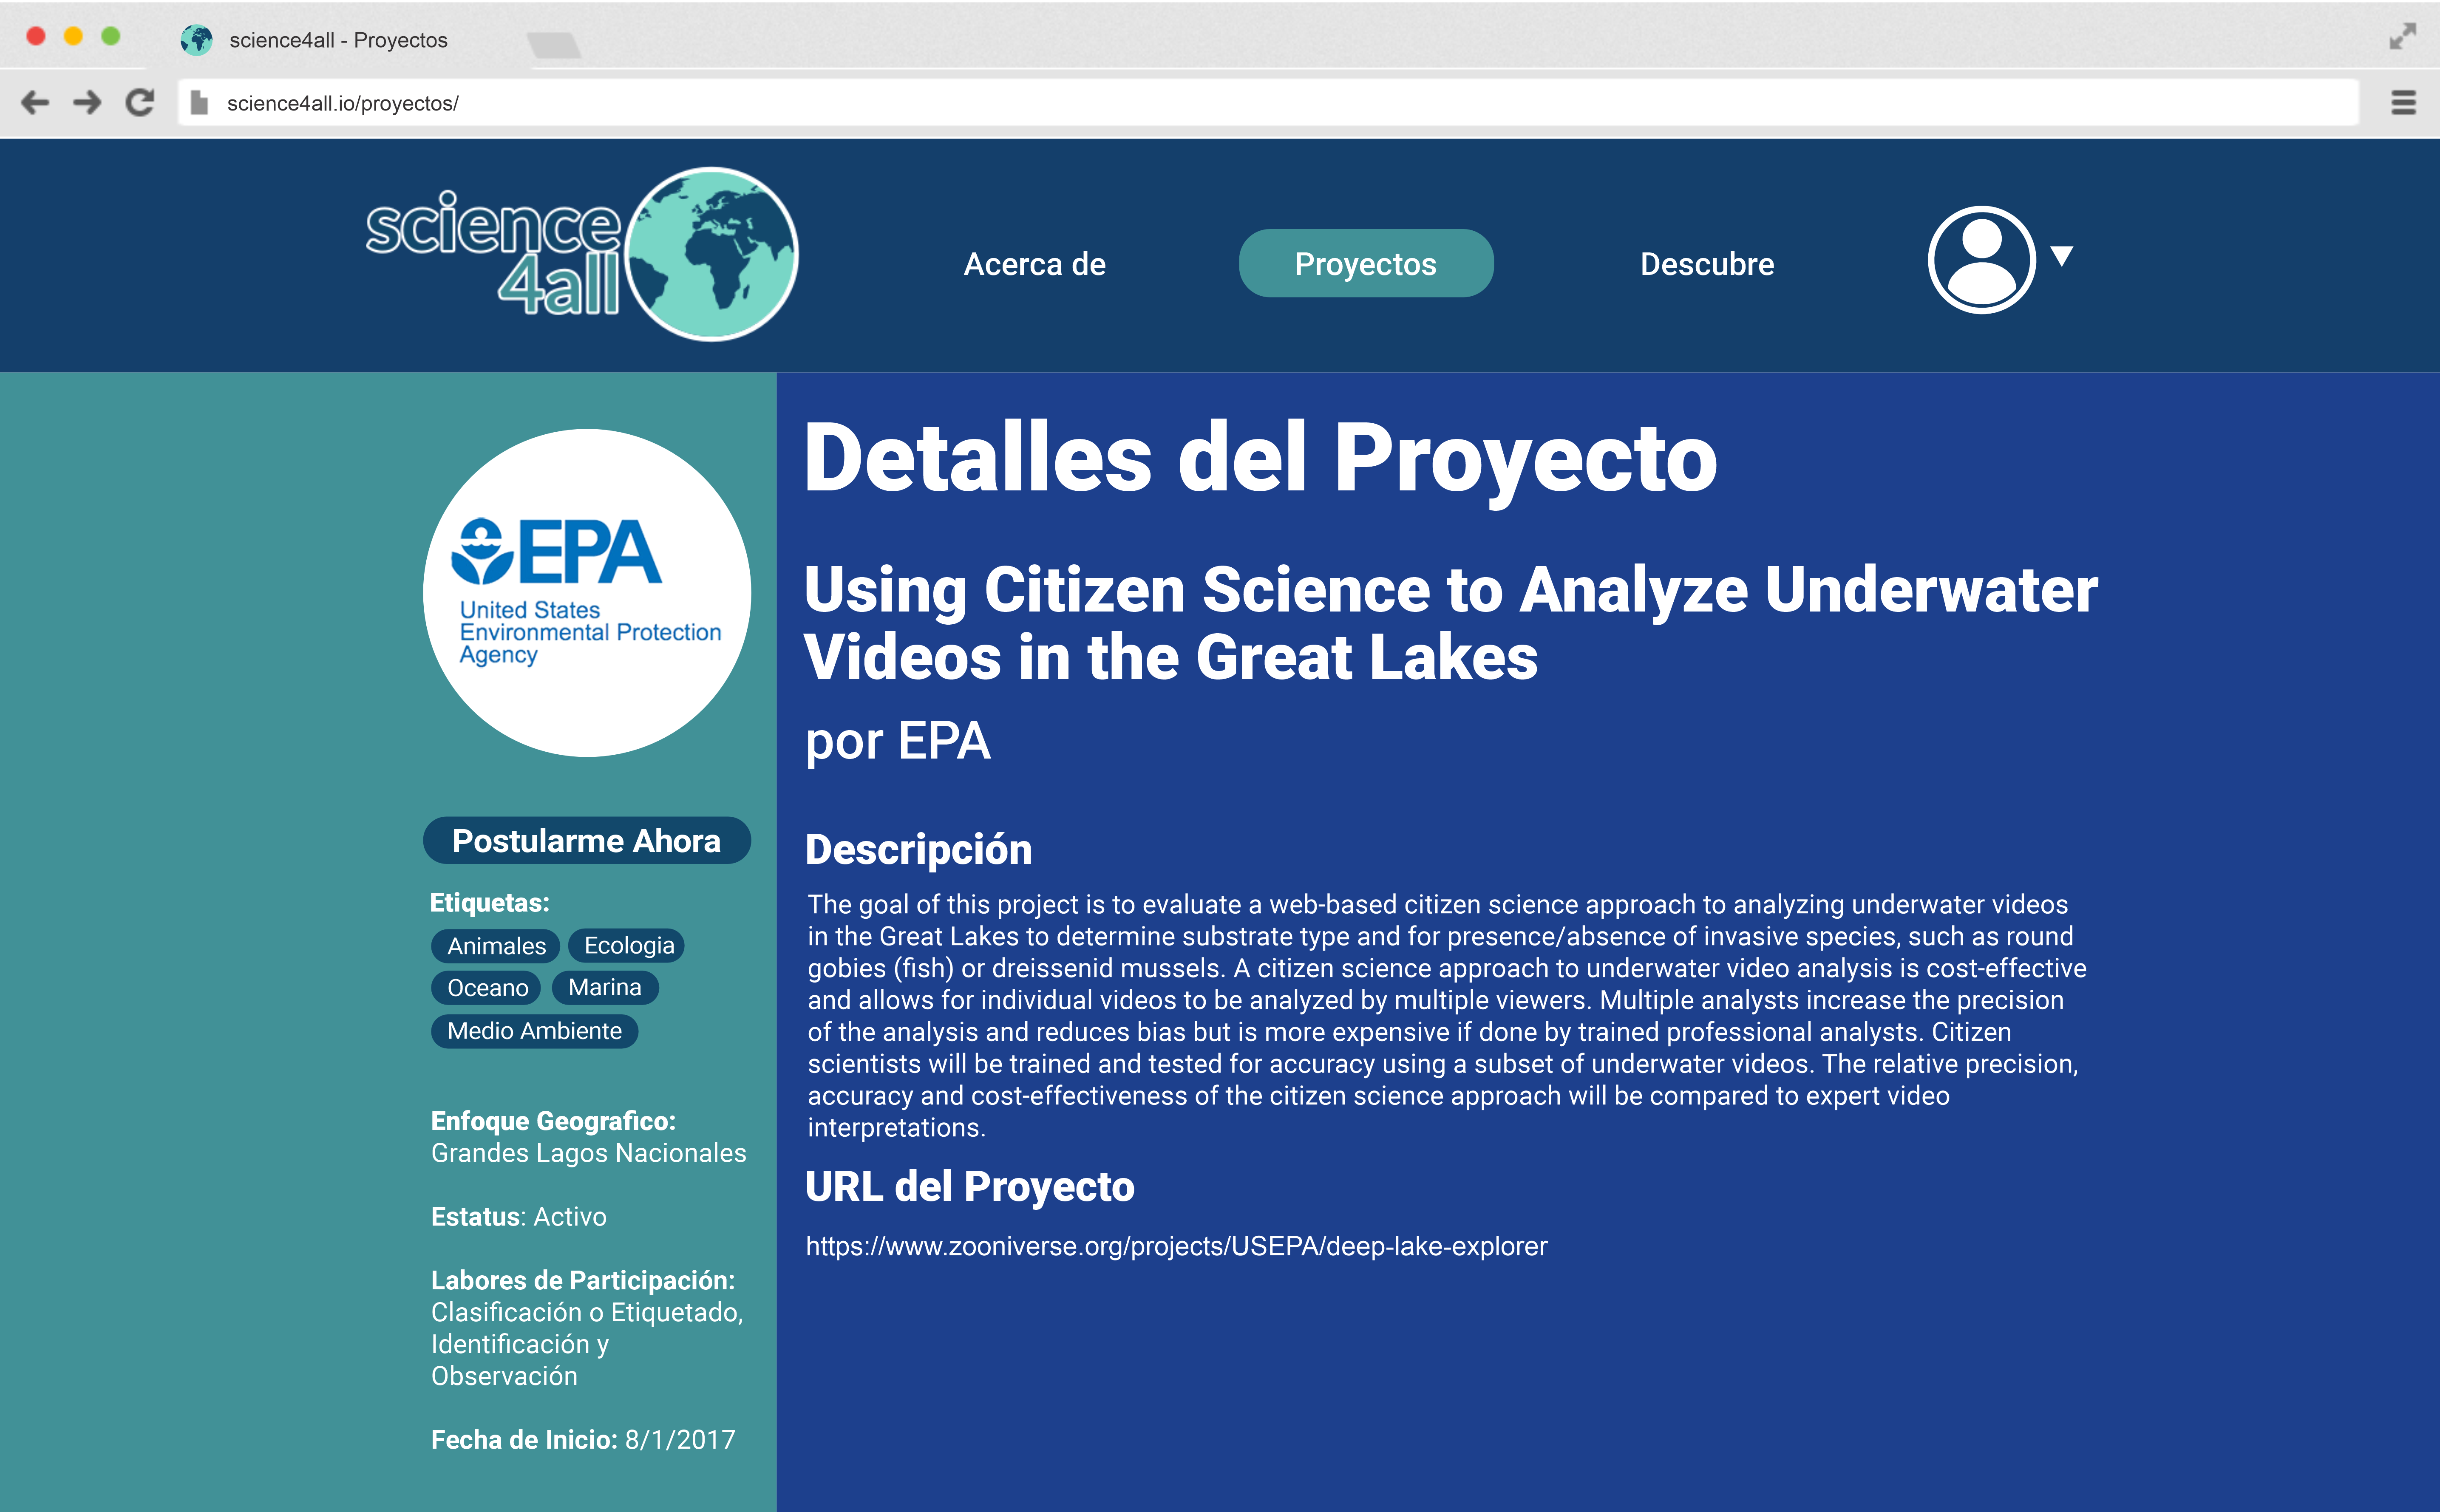 science4all - Proyectos
science4all.io/proyectos/
science
4all
Acerca de
Proyectos
Descubre
EPA
United States
Environmental Protection
Agency
Postularme Ahora
Etiquetas:
Animales
Ecologia
Oceano
Marina
Medio Ambiente
Enfoque Geografico:
Grandes Lagos Nacionales
Estatus: Activo
Labores de Participación:
Clasificación o Etiquetado,
Identificación y
Observación
Fecha de Inicio: 8/1/2017
Detalles del Proyecto
Using Citizen Science to Analyze Underwater
Videos in the Great Lakes
por EPA
Descripción
The goal of this project is to evaluate a web-based citizen science approach to analyzing underwater videos
in the Great Lakes to determine substrate type and for presence/absence of invasive species, such as round
gobies (fish) or dreissenid mussels. A citizen science approach to underwater video analysis is cost-effective
and allows for individual videos to be analyzed by multiple viewers. Multiple analysts increase the precision
of the analysis and reduces bias but is more expensive if done by trained professional analysts. Citizen
scientists will be trained and tested for accuracy using a subset of underwater videos. The relative precision,
accuracy and cost-effectiveness of the citizen science approach will be compared to expert video
interpretations.
URL del Proyecto
https://www.zooniverse.org/projects/USEPA/deep-lake-explorer